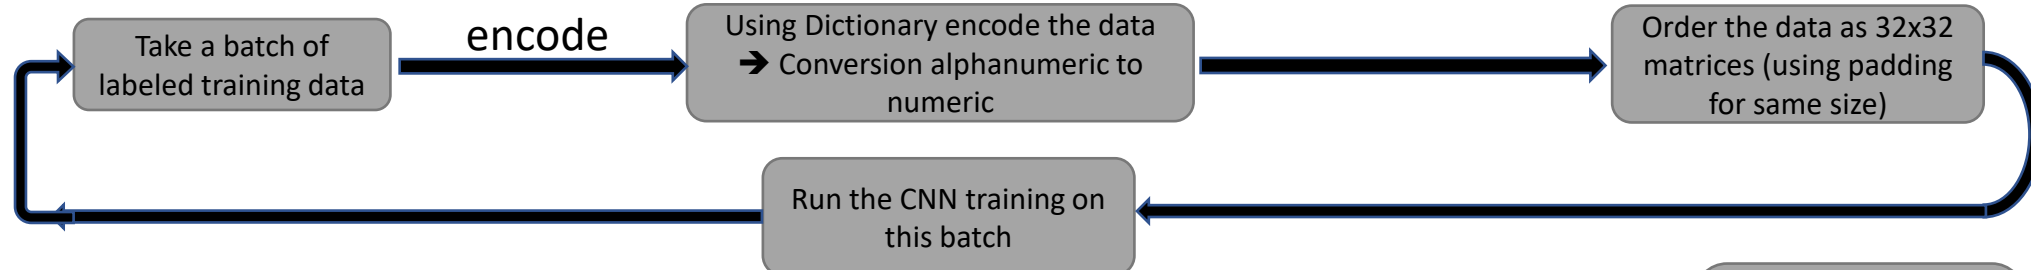 Take a batch of
labeled training data
encode
Using Dictionary encode the data
➔ Conversion alphanumeric to
numeric
Order the data as 32x32
matrices (using padding
for same size)
Run the CNN training on
this batch